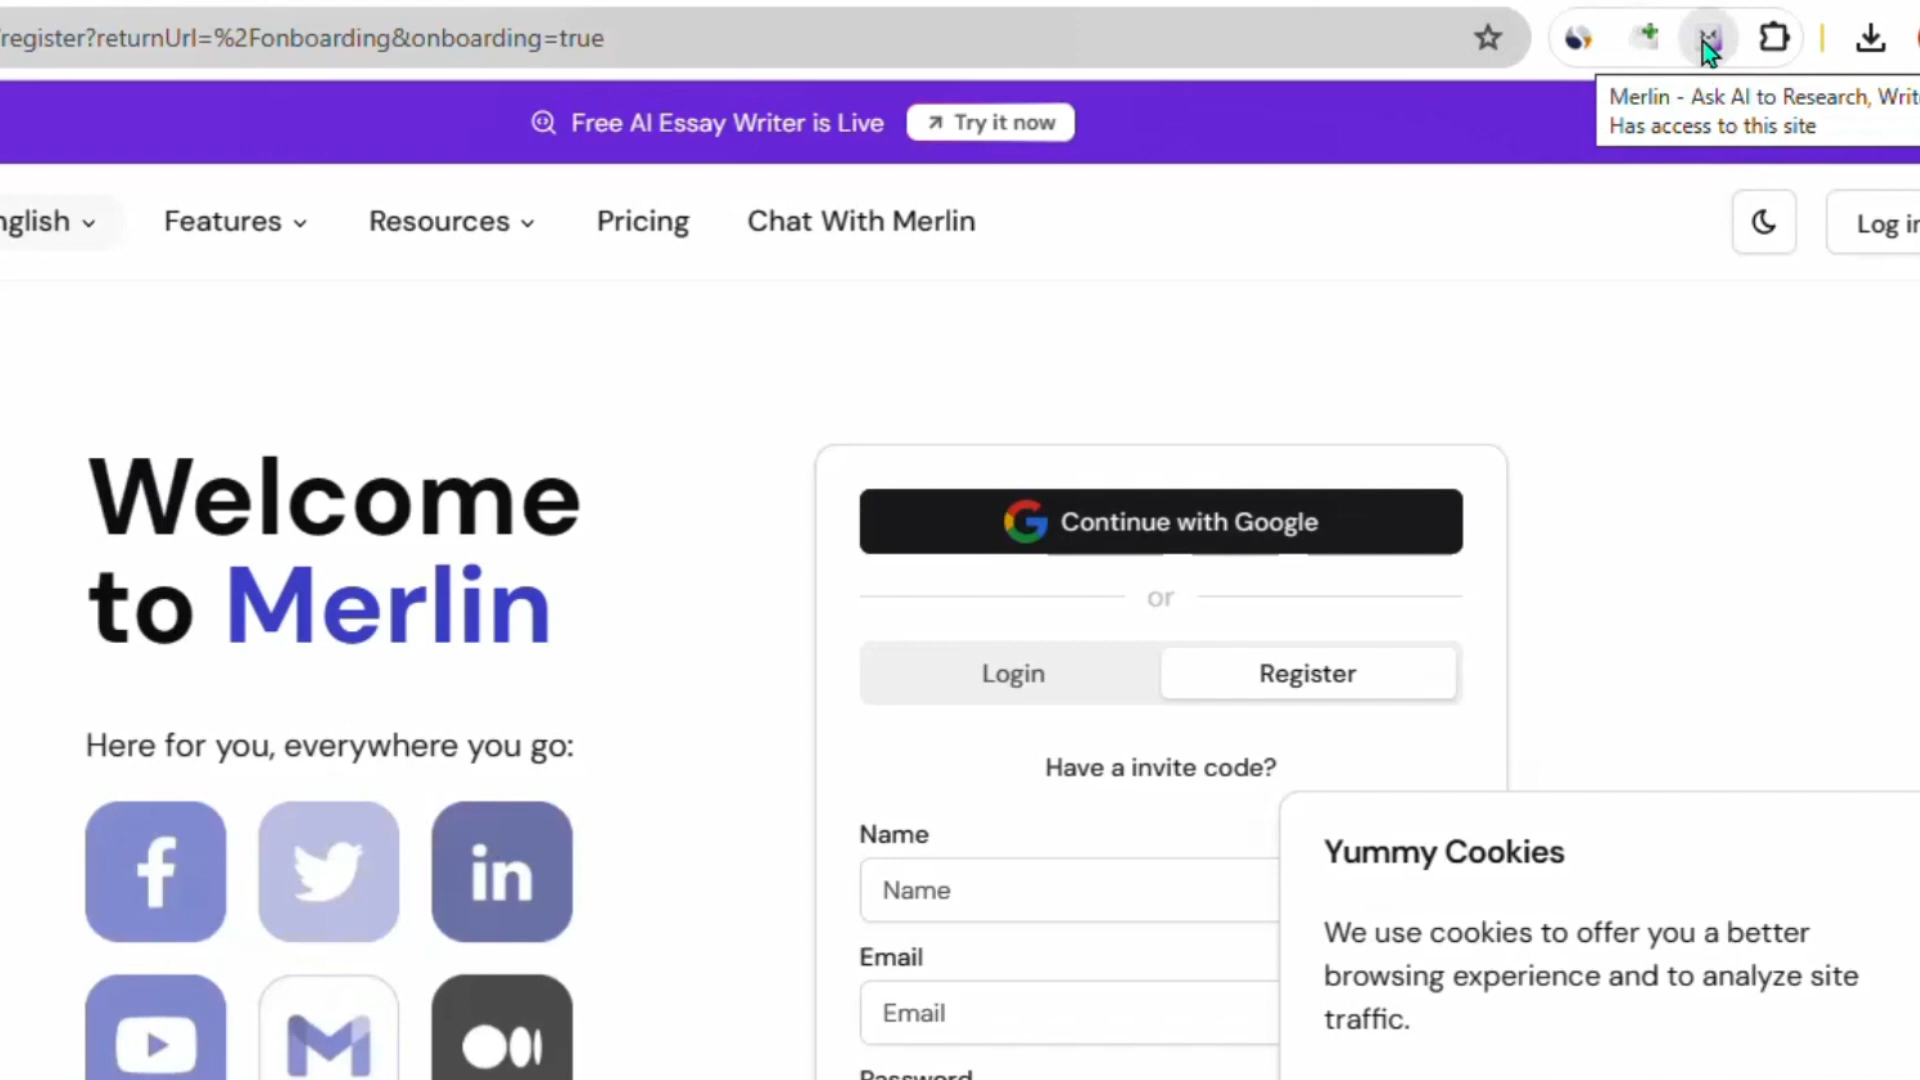 register?returnUrl=%2Fonboarding&onboarding=true
Merlin - Ask AI to Research, Write
Has access to this site
Free AI Essay Writer is Live
Try it now
nglish
Features
Resources
Pricing
Chat With Merlin
Log in
Welcome
to Merlin
Here for you, everywhere you go:
Continue with Google
or
Login
Register
Have a invite code?
Name
Name
Email
Email
Password
Yummy Cookies
We use cookies to offer you a better
browsing experience and to analyze site
traffic.